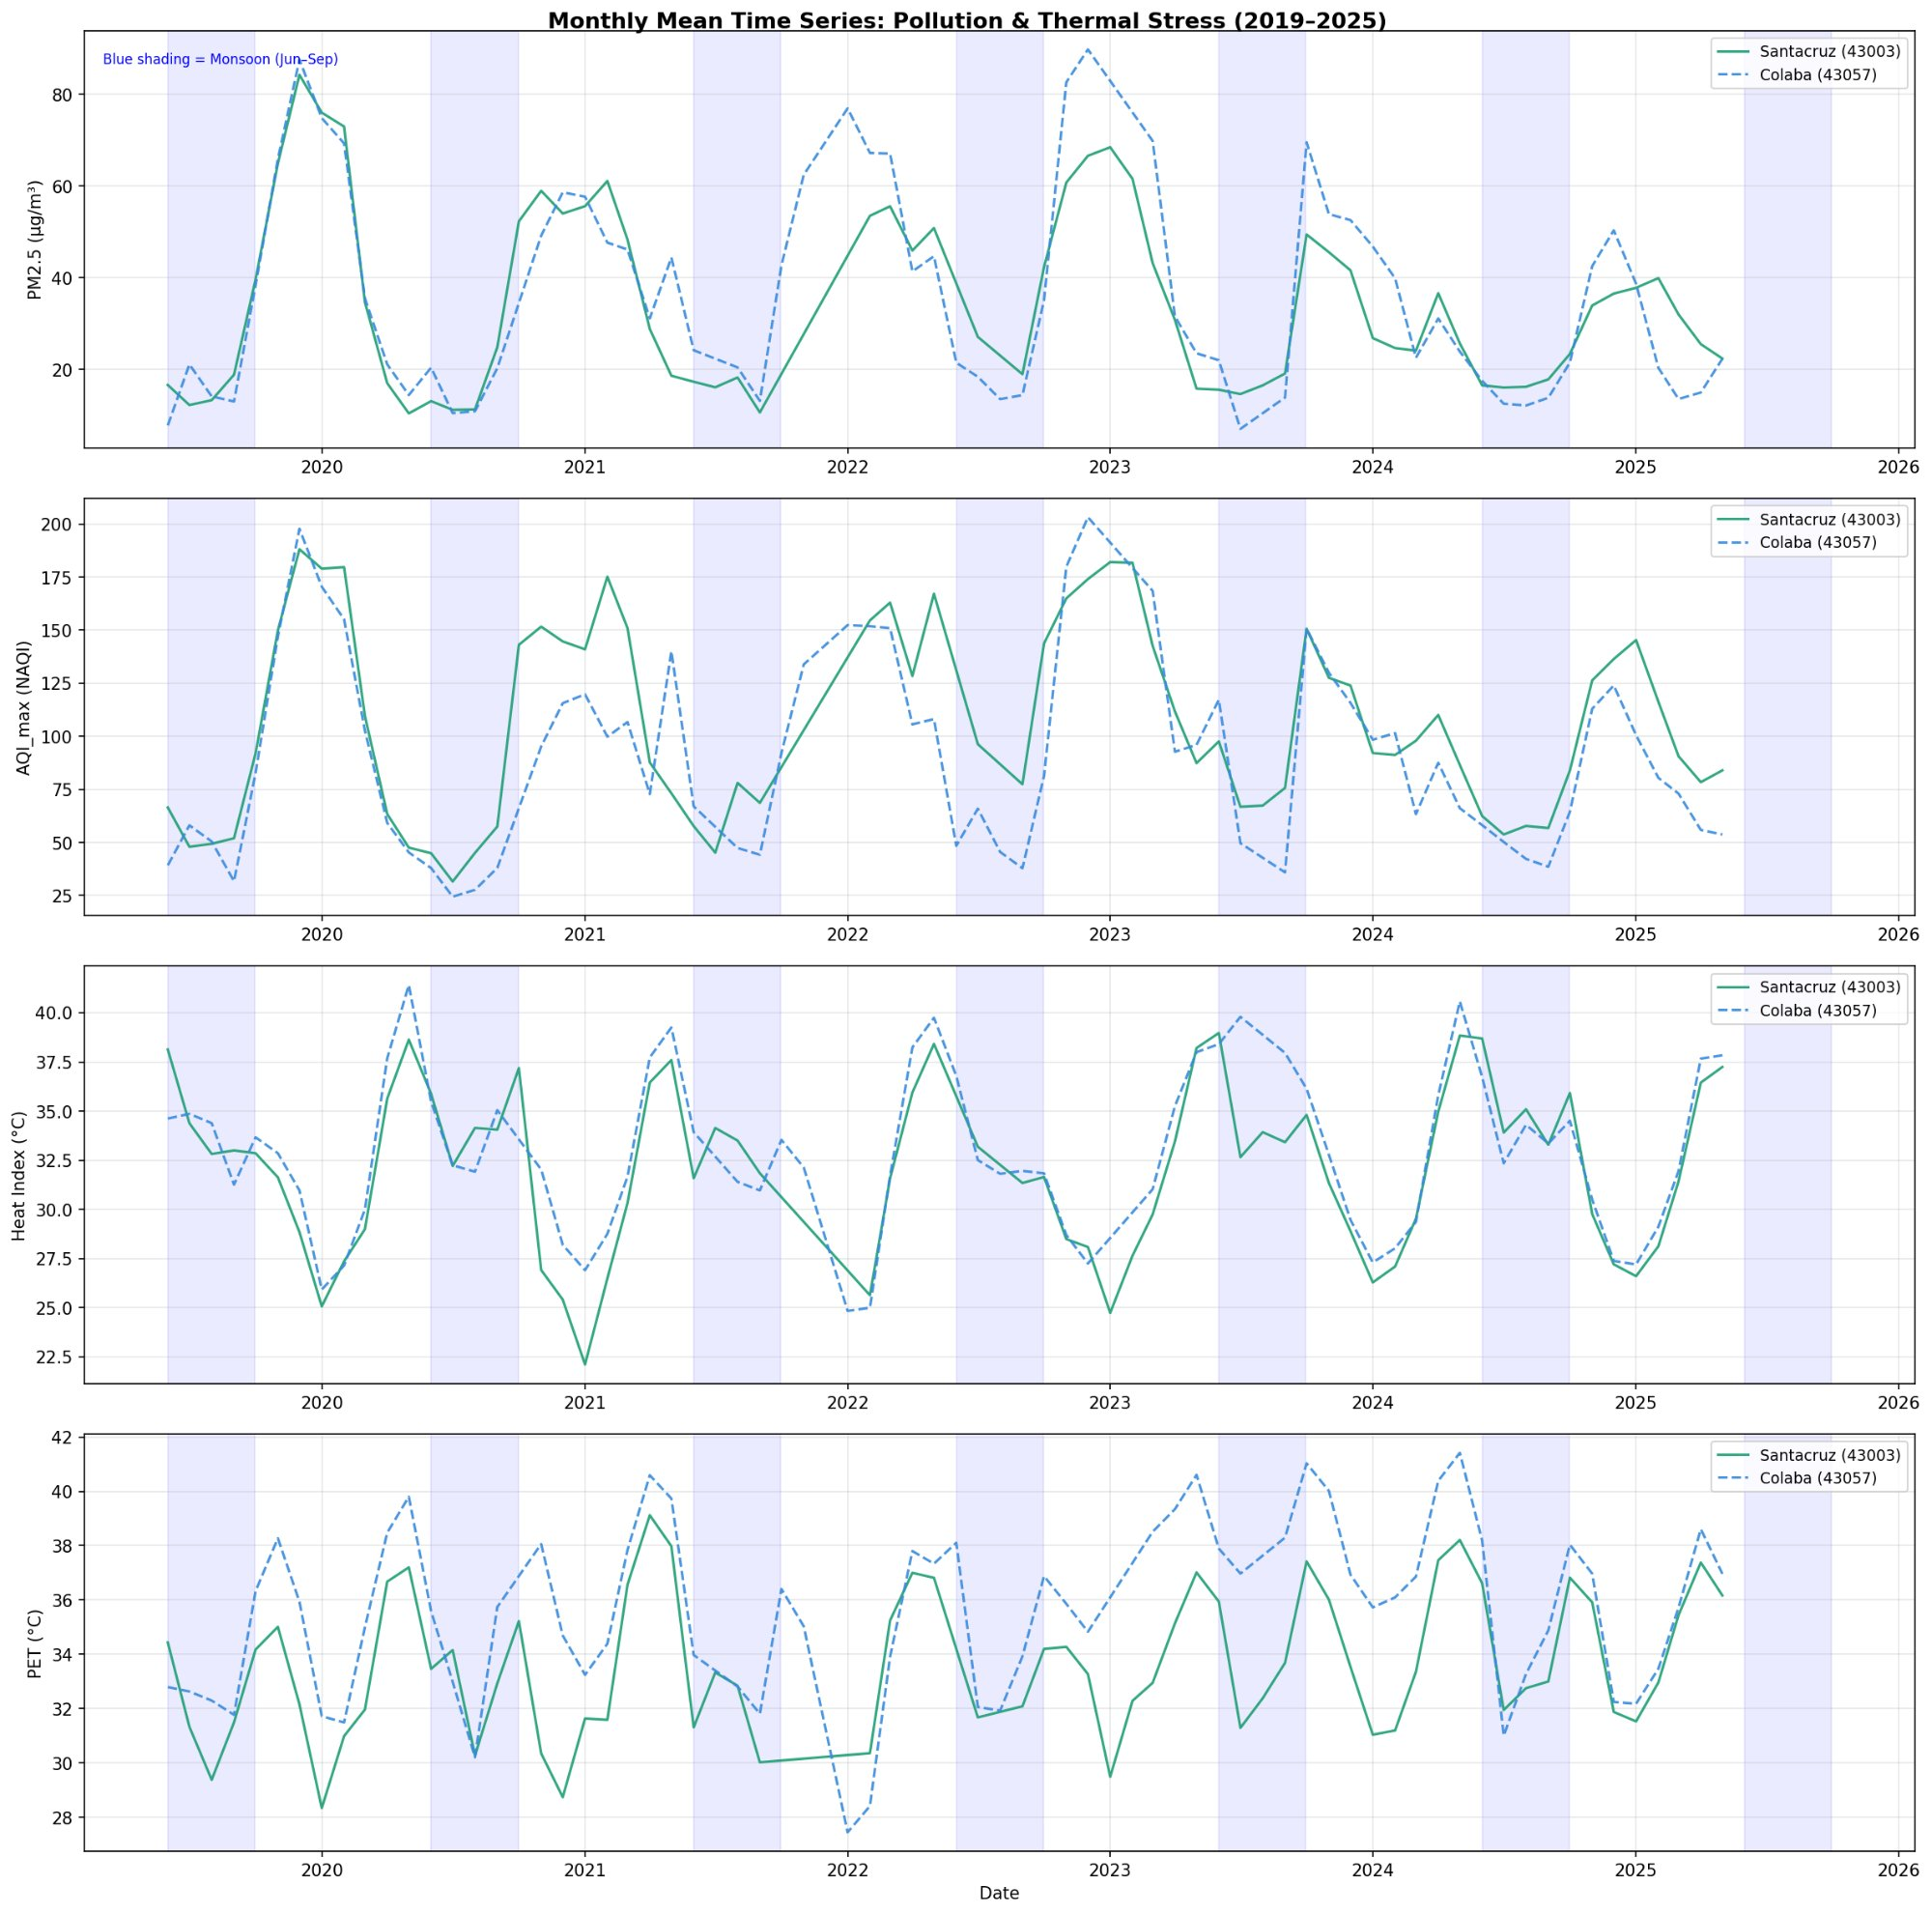 Monthly Mean Time Series: Pollution & Thermal Stress (2019–2025)
Blue shading = Monsoon (Jun–Sep)
Santacruz (43003)
Colaba (43057)
PM2.5 (µg/m³)
80
60
40
20
2020 2021 2022 2023 2024 2025 2026
Santacruz (43003)
Colaba (43057)
AQI_max (NAQI)
200
175
150
125
100
75
50
25
2020 2021 2022 2023 2024 2025 2026
Santacruz (43003)
Colaba (43057)
Heat Index (°C)
40.0
37.5
35.0
32.5
30.0
27.5
25.0
22.5
2020 2021 2022 2023 2024 2025 2026
Santacruz (43003)
Colaba (43057)
PET (°C)
42
40
38
36
34
32
30
28
2020 2021 2022 2023 2024 2025 2026
Date